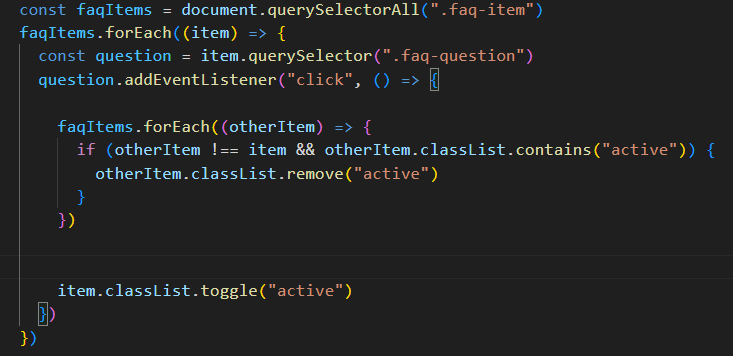 const faqItems = document.querySelectorAll(".faq-item")
faqItems.forEach((item) => {
  const question = item.querySelector(".faq-question")
  question.addEventListener("click", () => {

    faqItems.forEach((otherItem) => {
      if (otherItem !== item && otherItem.classList.contains("active")) {
        otherItem.classList.remove("active")
      }
    })


    item.classList.toggle("active")
  })
})